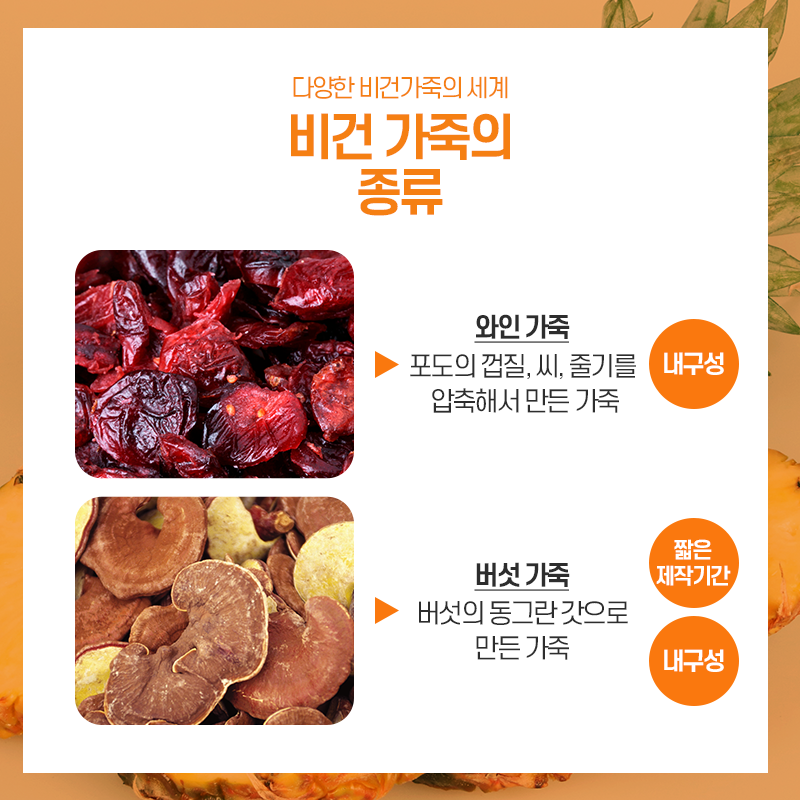 다양한 비건가죽의 세계
비건 가죽의
종류
와인 가죽
포도의 껍질, 씨, 줄기를
압축해서 만든 가죽
내구성
버섯 가죽
버섯의 동그란 갓으로
만든 가죽
짧은
제작기간
내구성